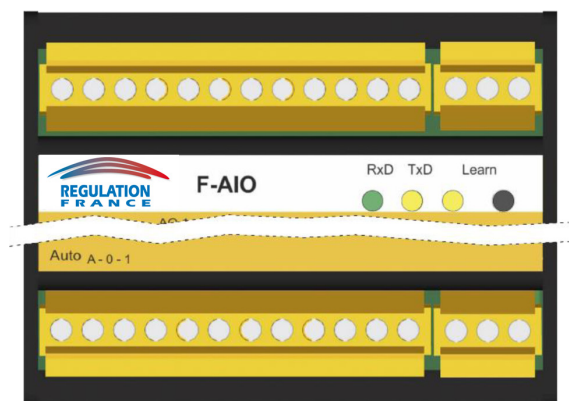 RxD TxD Learn
REGULATION
FRANCE
F-AIO
Auto A - 0 - 1